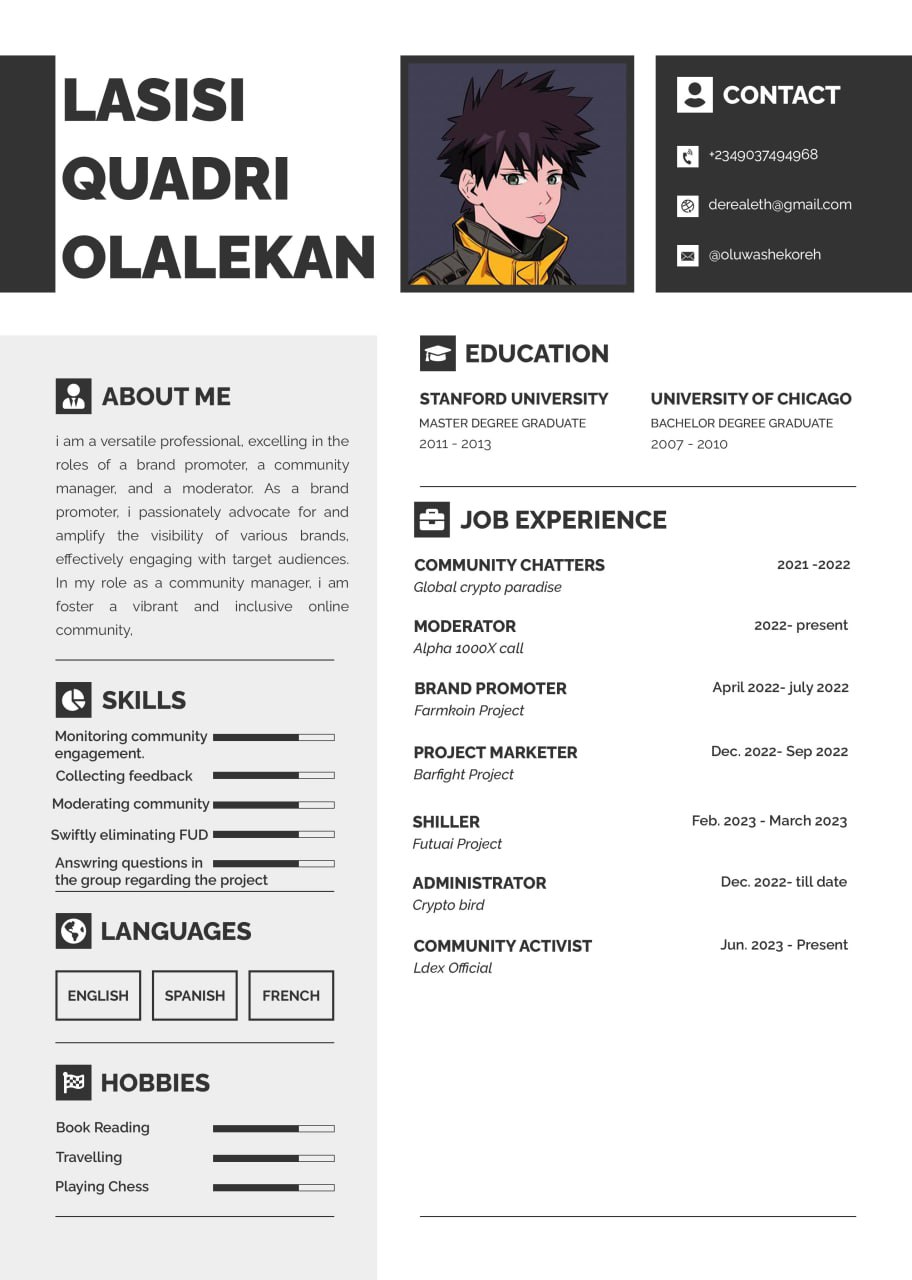 LASISI
QUADRI
OLALEKAN
CONTACT
+2349037494968
derealeth@gmail.com
@oluwashekoreh
ABOUT ME
i am a versatile professional, excelling in the
roles of a brand promoter, a community
manager, and a moderator. As a brand
promoter, i passionately advocate for and
amplify the visibility of various brands,
effectively engaging with target audiences.
In my role as a community manager, i am
foster a vibrant and inclusive online
community,
SKILLS
Monitoring community
engagement.
Collecting feedback
Moderating community
Swiftly eliminating FUD
Answring questions in
the group regarding the project
LANGUAGES
ENGLISH SPANISH FRENCH
HOBBIES
Book Reading
Travelling
Playing Chess
EDUCATION
STANFORD UNIVERSITY
MASTER DEGREE GRADUATE
2011 - 2013
UNIVERSITY OF CHICAGO
BACHELOR DEGREE GRADUATE
2007 - 2010
JOB EXPERIENCE
COMMUNITY CHATTERS 2021 -2022
Global crypto paradise
MODERATOR 2022- present
Alpha 1000X call
BRAND PROMOTER April 2022- july 2022
Farmkoin Project
PROJECT MARKETER Dec. 2022- Sep 2022
Barfight Project
SHILLER Feb. 2023 - March 2023
Futuai Project
ADMINISTRATOR Dec. 2022- till date
Crypto bird
COMMUNITY ACTIVIST Jun. 2023 - Present
Ldex Official